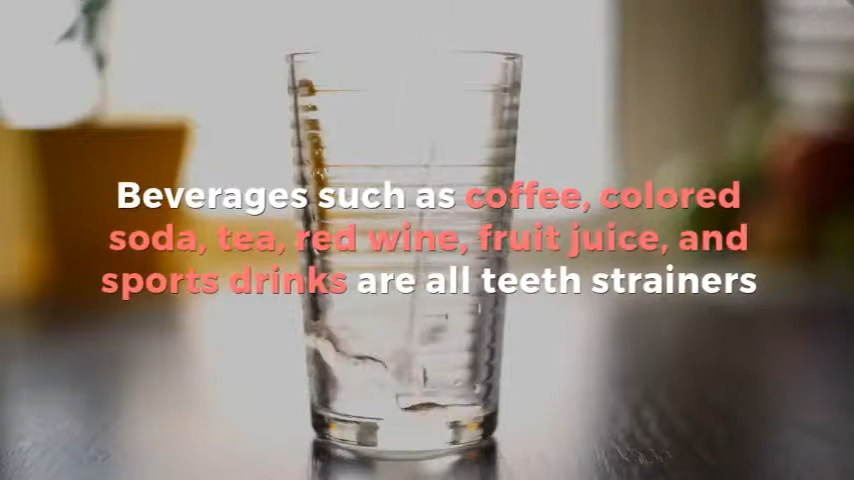 Beverages such as coffee, colored
soda, tea, red wine, fruit juice, and
sports drinks are all teeth strainers